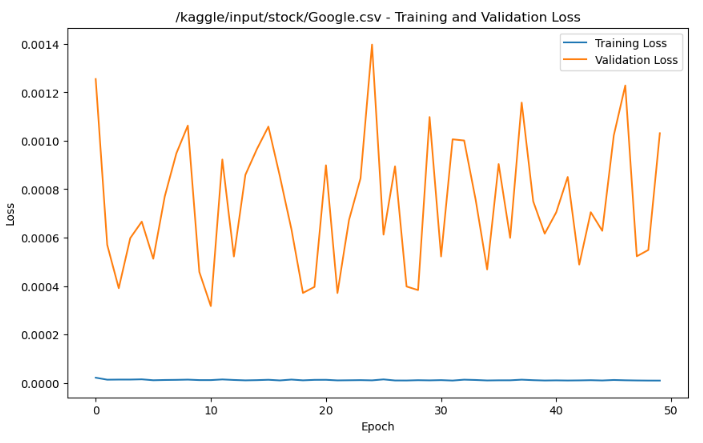 /kaggle/input/stock/Google.csv - Training and Validation Loss
Training Loss
Validation Loss
0.0014
0.0012
0.0010
0.0008
0.0006
0.0004
0.0002
0.0000
Loss
0 10 20 30 40 50
Epoch